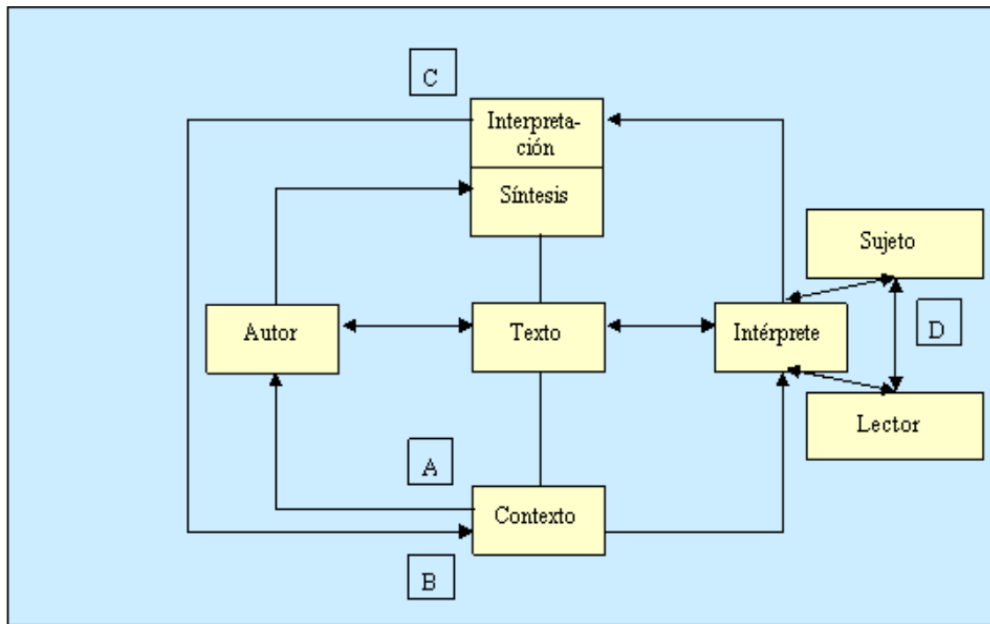 C
Interpreta-
ción
Síntesis
Sujeto
Autor
Texto
Intérprete
D
Lector
A
Contexto
B